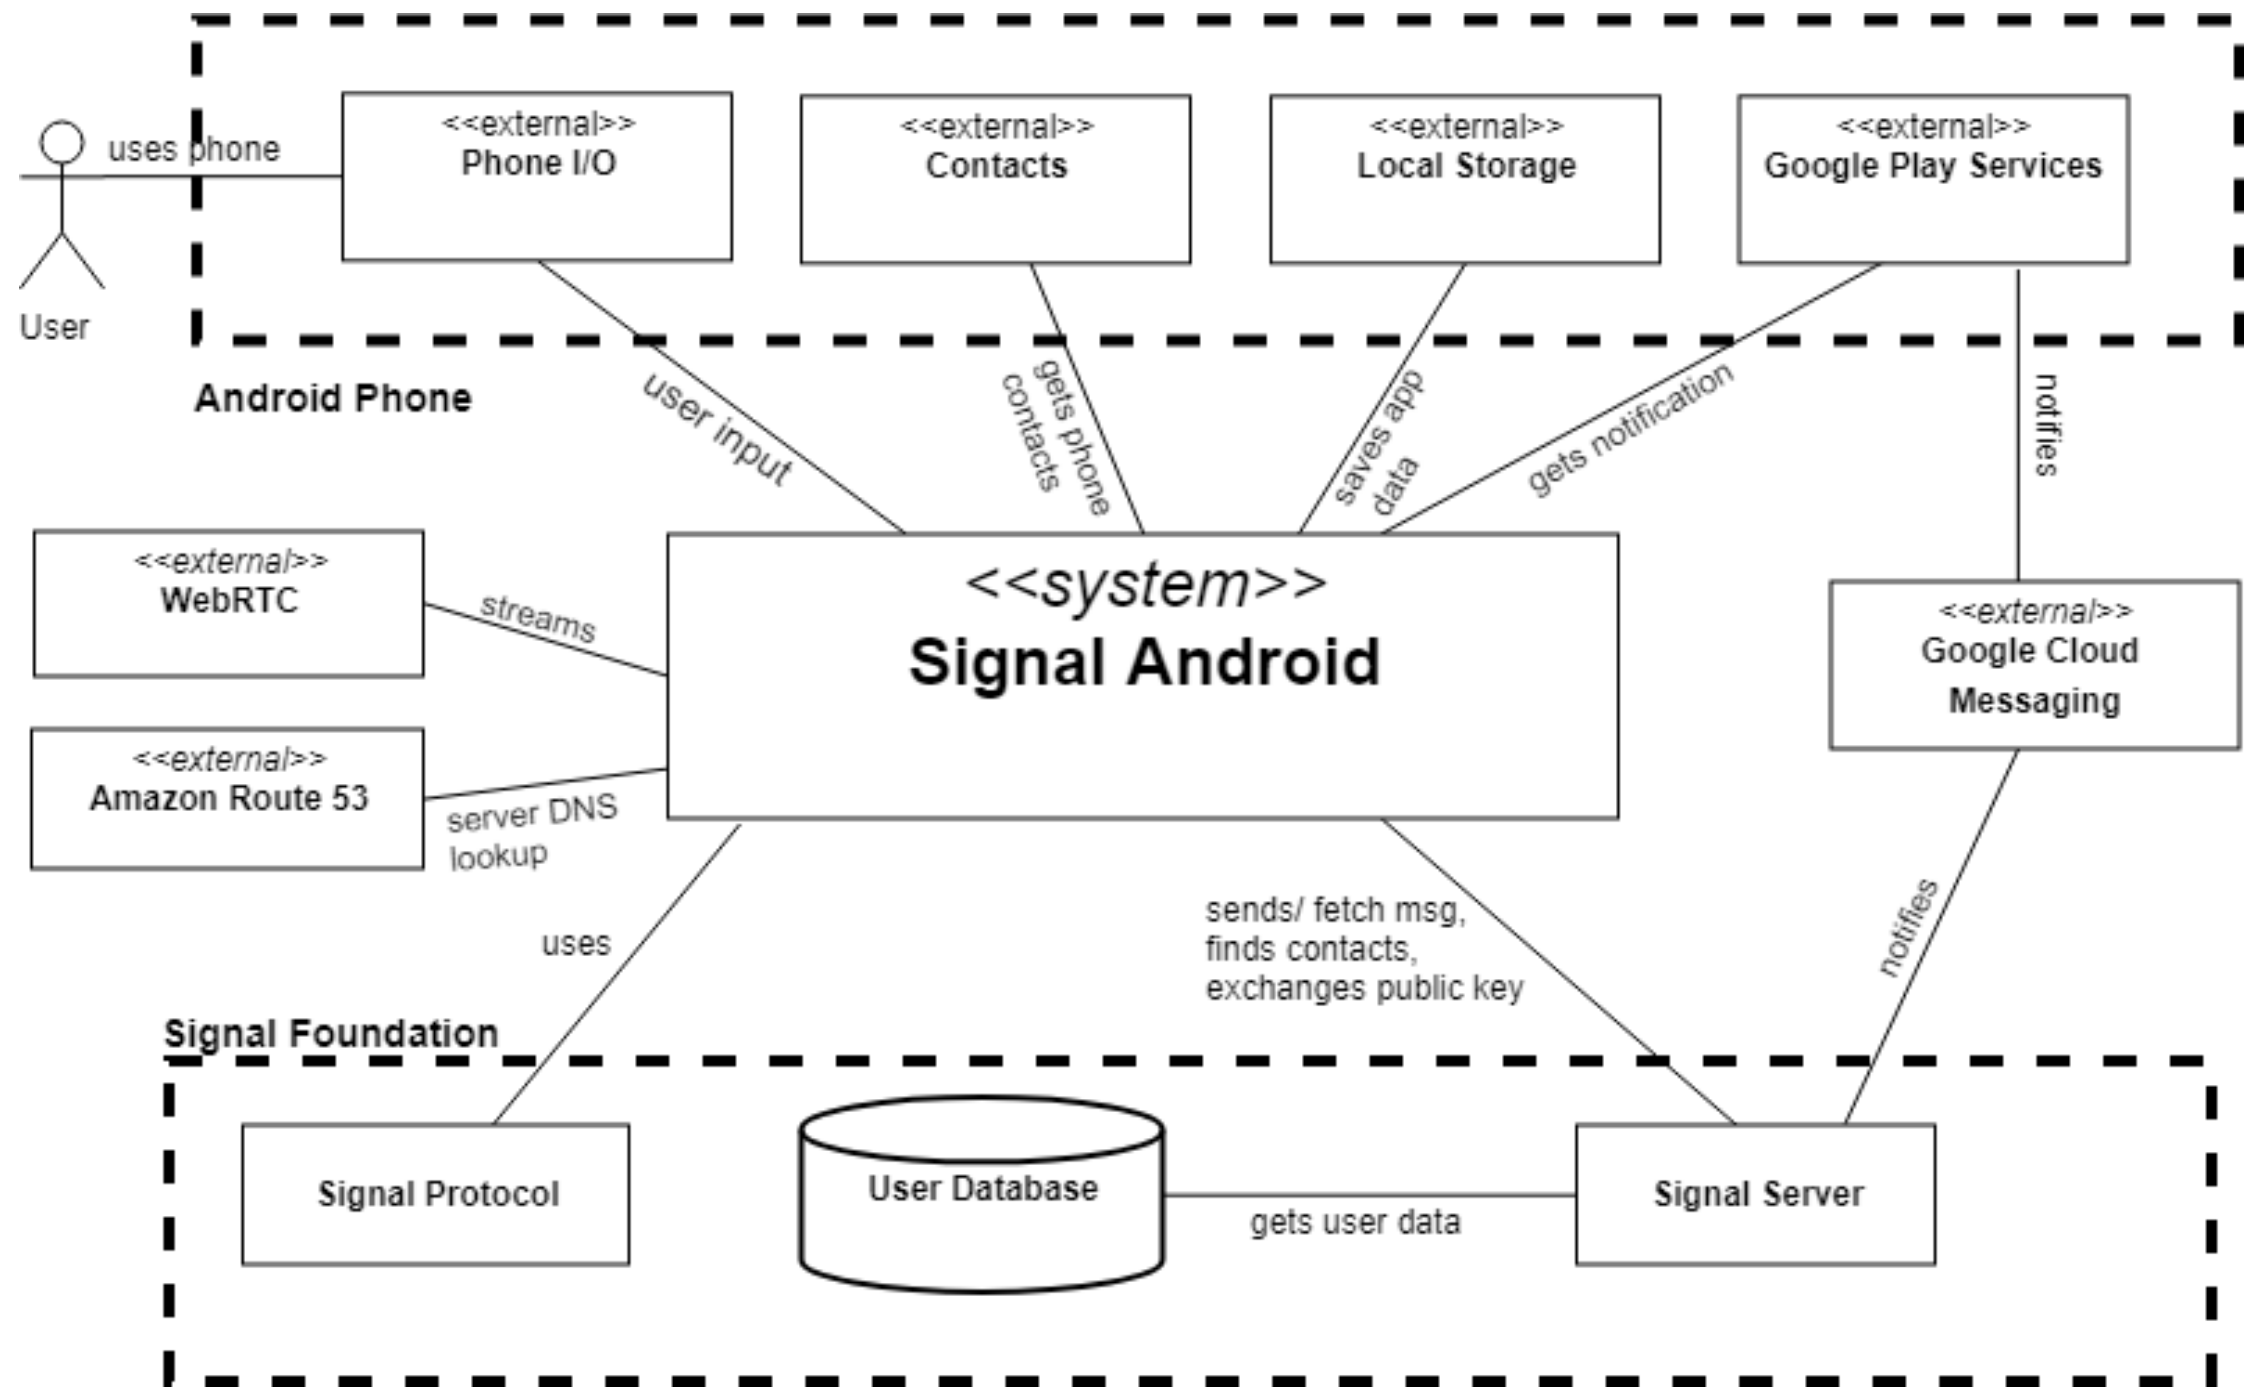 <<external>>
Phone I/O
<<external>>
Contacts
<<external>>
Local Storage
<<external>>
Google Play Services
uses phone
User
Android Phone
user input
gets phone
contacts
saves app
data
gets notification
notifies
<<external>>
WebRTC
streams
<<system>>
Signal Android
<<external>>
Google Cloud
Messaging
<<external>>
Amazon Route 53
server DNS
lookup
uses
sends/ fetch msg,
finds contacts,
exchanges public key
notifies
Signal Foundation
Signal Protocol
User Database
gets user data
Signal Server